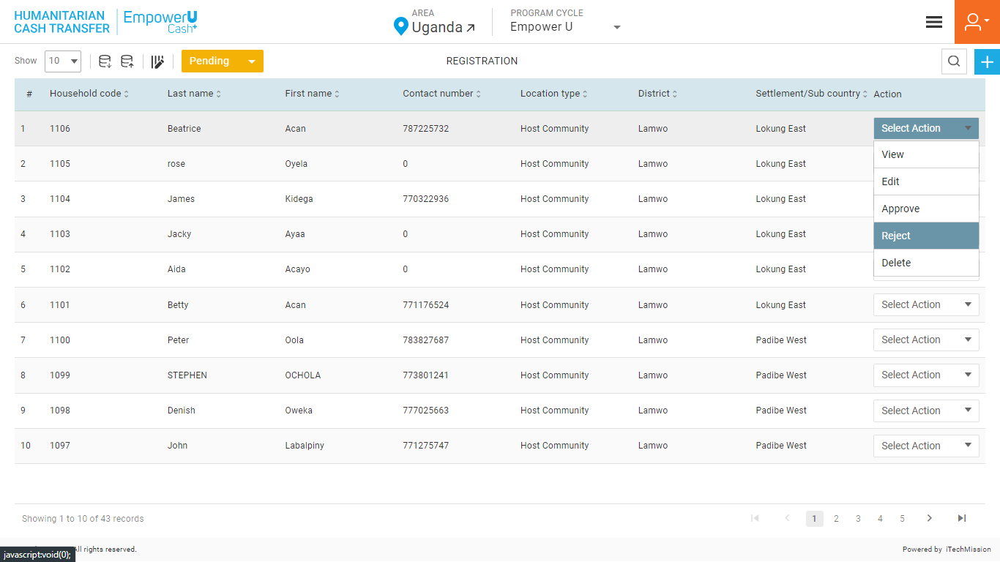 HUMANITARIAN
CASH TRANSFER
EmpowerU
Cash+
AREA
Uganda
PROGRAM CYCLE
Empower U
Show 10 Pending REGISTRATION
# Household code Last name First name Contact number Location type District Settlement/Sub country Action
1 1106 Beatrice Acan 787225732 Host Community Lamwo Lokung East Select Action
View
2 1105 rose Oyela 0 Host Community Lamwo Lokung East
Edit
3 1104 James Kidega 770322936 Host Community Lamwo Lokung East
Approve
4 1103 Jacky Ayaa 0 Host Community Lamwo Lokung East
Reject
Delete
5 1102 Aida Acayo 0 Host Community Lamwo Lokung East
6 1101 Betty Acan 771176524 Host Community Lamwo Lokung East Select Action
7 1100 Peter Oola 783827687 Host Community Lamwo Padibe West Select Action
8 1099 STEPHEN OCHOLA 773801241 Host Community Lamwo Padibe West Select Action
9 1098 Denish Oweka 777025663 Host Community Lamwo Padibe West Select Action
10 1097 John Labalpiny 771275747 Host Community Lamwo Padibe West Select Action
Showing 1 to 10 of 43 records 1 2 3 4 5
All rights reserved. Powered by iTechMission
javascript:void(0);